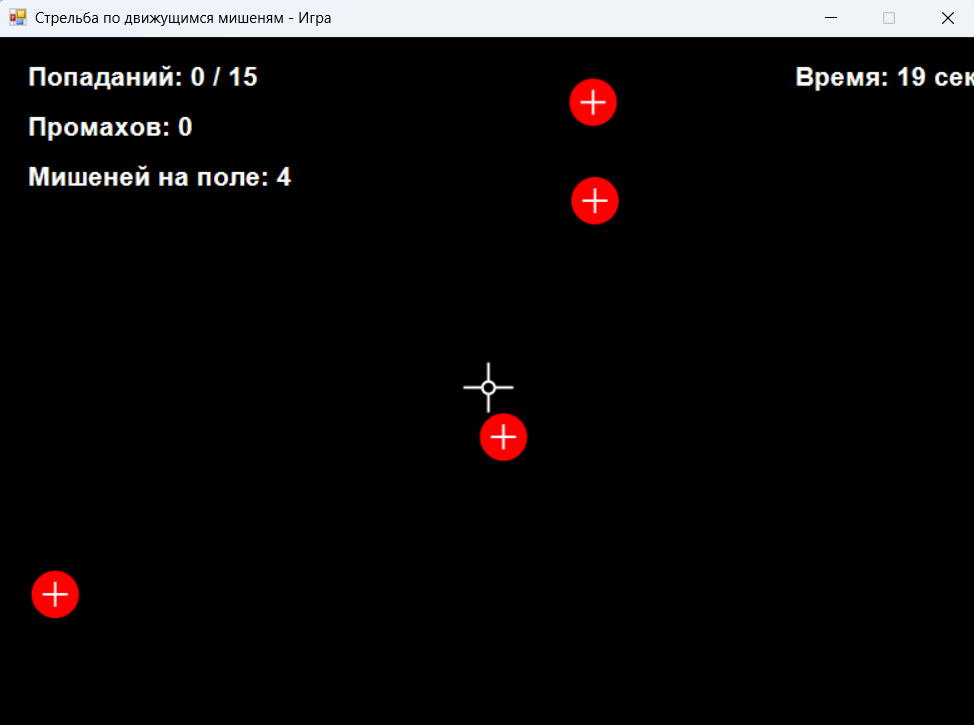 Стрельба по движущимся мишеням - Игра
Попаданий: 0 / 15
Время: 19 сек
Промахов: 0
Мишеней на поле: 4